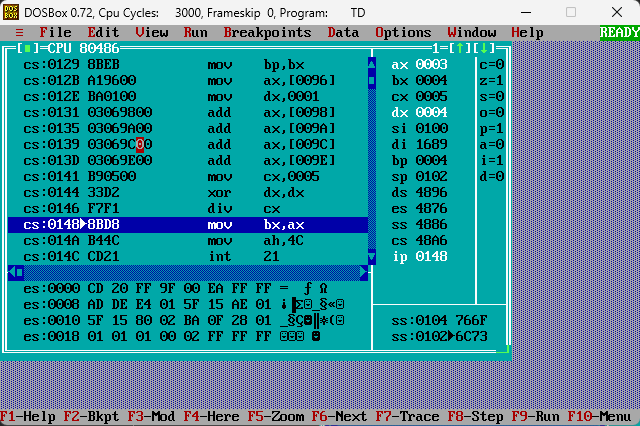 DOSBox 0.72, Cpu Cycles: 3000, Frameskip 0, Program: TD
≡ File Edit View Run Breakpoints Data Options Window Help READY
[■]=CPU 80486 1=[↑][↓]
cs:0129 8BEB mov bp,bx ax 0003 c=0
cs:012B A19600 mov ax,[0096] bx 0004 z=1
cs:012E BA0100 mov dx,0001 cx 0005 s=0
cs:0131 03069800 add ax,[0098] dx 0004 o=0
cs:0135 03069A00 add ax,[009A] si 0100 p=1
cs:0139 03069C00 add ax,[009C] di 1689 a=0
cs:013D 03069E00 add ax,[009E] bp 0004 i=1
cs:0141 B90500 mov cx,0005 sp 0102 d=0
cs:0144 33D2 xor dx,dx ds 4896
cs:0146 F7F1 div cx es 4876
cs:0148▶8BD8 mov bx,ax ss 4886
cs:014A B44C mov ah,4C cs 48A6
cs:014C CD21 int 21 ip 0148
es:0000 CD 20 FF 9F 00 EA FF FF = ƒ Ω
es:0008 AD DE E4 01 5F 15 AE 01
es:0010 5F 15 80 02 BA 0F 28 01 ss:0104 766F
es:0018 01 01 01 00 02 FF FF FF ss:0102▶6C73
F1-Help F2-Bkpt F3-Mod F4-Here F5-Zoom F6-Next F7-Trace F8-Step F9-Run F10-Menu